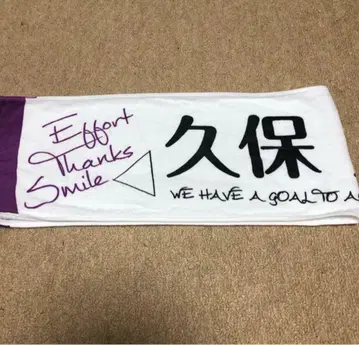 Effort
Thanks
Smile
久保
WE HAVE A GOAL TO